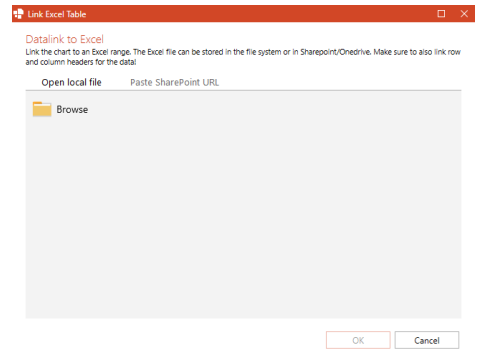 Link Excel Table
Datalink to Excel
Link the chart to an Excel range. The Excel file can be stored in the file system or in Sharepoint/Onedrive. Make sure to also link row
and column headers for the data!
Open local file
Paste SharePoint URL
Browse
OK
Cancel